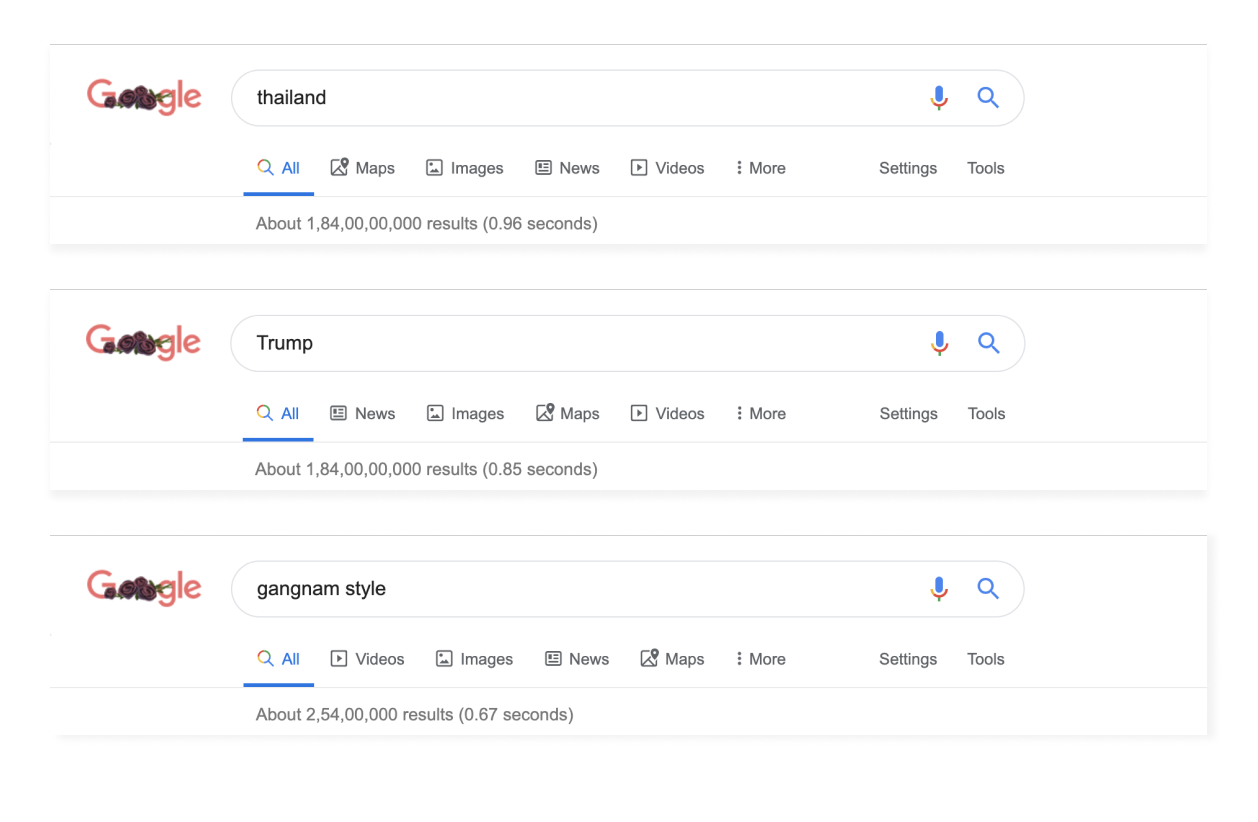 Google thailand
All Maps Images News Videos More Settings Tools
About 1,84,00,00,000 results (0.96 seconds)
Google Trump
All News Images Maps Videos More Settings Tools
About 1,84,00,00,000 results (0.85 seconds)
Google gangnam style
All Videos Images News Maps More Settings Tools
About 2,54,00,000 results (0.67 seconds)